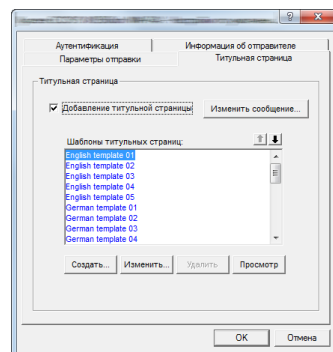 Аутентификация
Информация об отправителе
Параметры отправки
Титульная страница
Титульная страница
Добавление титульной страницы
Изменить сообщение...
Шаблоны титульных страниц:
English template 01
English template 02
English template 03
English template 04
English template 05
German template 01
German template 02
German template 03
German template 04
Создать...
Изменить...
Удалить
Просмотр
OK
Отмена